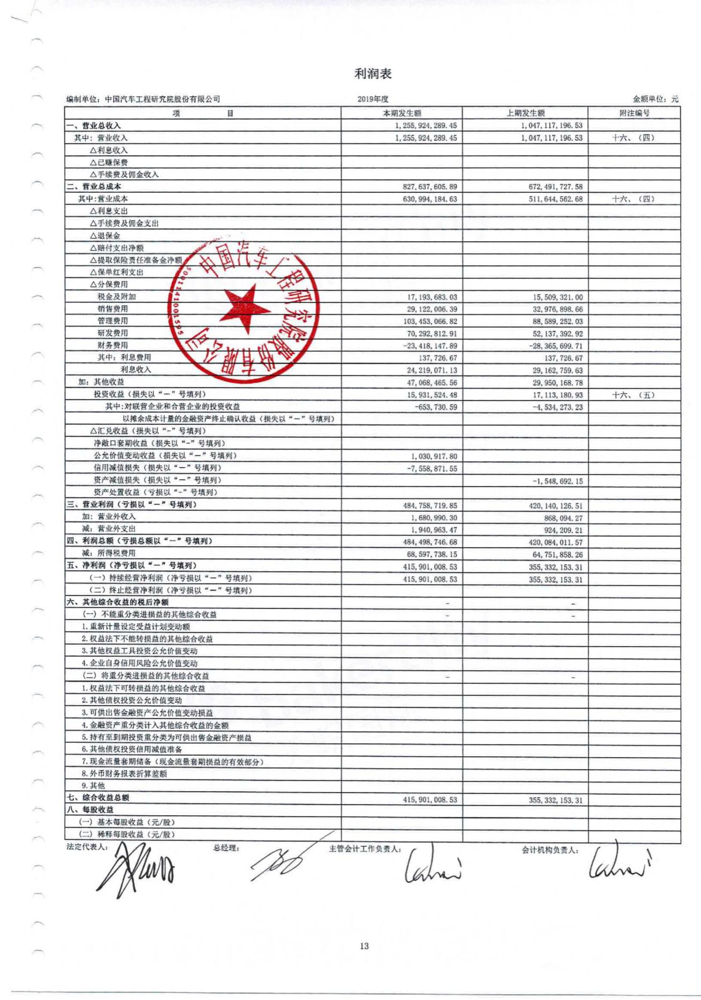 利润表
编制单位：中国汽车工程研究院股份有限公司 2019年度 金额单位：元
项 目 本期发生额 上期发生额 附注编号
一、营业总收入 1,255,924,289.45 1,047,117,196.53
其中：营业收入 1,255,924,289.45 1,047,117,196.53 十六、（四）
△利息收入
△已赚保费
△手续费及佣金收入
二、营业总成本 827,637,605.89 672,491,727.58
其中:营业成本 630,994,184.63 511,644,562.68 十六、（四）
△利息支出
△手续费及佣金支出
△退保金
△赔付支出净额
△提取保险责任准备金净额
△保单红利支出
△分保费用
税金及附加 17,193,683.03 15,509,321.00
销售费用 29,122,006.39 32,976,898.66
管理费用 103,453,066.82 88,589,252.03
研发费用 70,292,812.91 52,137,392.92
财务费用 -23,418,147.89 -28,365,699.71
其中：利息费用 137,726.67 137,726.67
利息收入 24,219,071.13 29,162,759.63
加：其他收益 47,068,465.56 29,950,168.78
投资收益（损失以“－”号填列） 15,931,524.48 17,113,180.93 十六、（五）
其中:对联营企业和合营企业的投资收益 -653,730.59 -4,534,273.23
以摊余成本计量的金融资产终止确认收益（损失以“－”号填列）
△汇兑收益（损失以“-”号填列）
净敞口套期收益（损失以“-”号填列）
公允价值变动收益（损失以“－”号填列） 1,030,917.80
信用减值损失（损失以“－”号填列） -7,558,871.55
资产减值损失（损失以“－”号填列） -1,548,692.15
资产处置收益（亏损以“-”号填列）
三、营业利润（亏损以“－”号填列） 484,758,719.85 420,140,126.51
加：营业外收入 1,680,990.30 868,094.27
减：营业外支出 1,940,963.47 924,209.21
四、利润总额（亏损总额以“－”号填列） 484,498,746.68 420,084,011.57
减：所得税费用 68,597,738.15 64,751,858.26
五、净利润（净亏损以“－”号填列） 415,901,008.53 355,332,153.31
（一）持续经营净利润（净亏损以“－”号填列） 415,901,008.53 355,332,153.31
（二）终止经营净利润（净亏损以“－”号填列）
六、其他综合收益的税后净额 - -
（一）不能重分类进损益的其他综合收益 - -
1.重新计量设定受益计划变动额
2.权益法下不能转损益的其他综合收益
3.其他权益工具投资公允价值变动
4.企业自身信用风险公允价值变动
（二）将重分类进损益的其他综合收益 - -
1.权益法下可转损益的其他综合收益
2.其他债权投资公允价值变动
3.可供出售金融资产公允价值变动损益
4.金融资产重分类计入其他综合收益的金额
5.持有至到期投资重分类为可供出售金融资产损益
6.其他债权投资信用减值准备
7.现金流量套期储备（现金流量套期损益的有效部分）
8.外币财务报表折算差额
9.其他
七、综合收益总额 415,901,008.53 355,332,153.31
八、每股收益
（一）基本每股收益（元/股）
（二）稀释每股收益（元/股）
法定代表人： 总经理： 主管会计工作负责人： 会计机构负责人：
中国汽车工程研究院股份有限公司
5001141001595
13